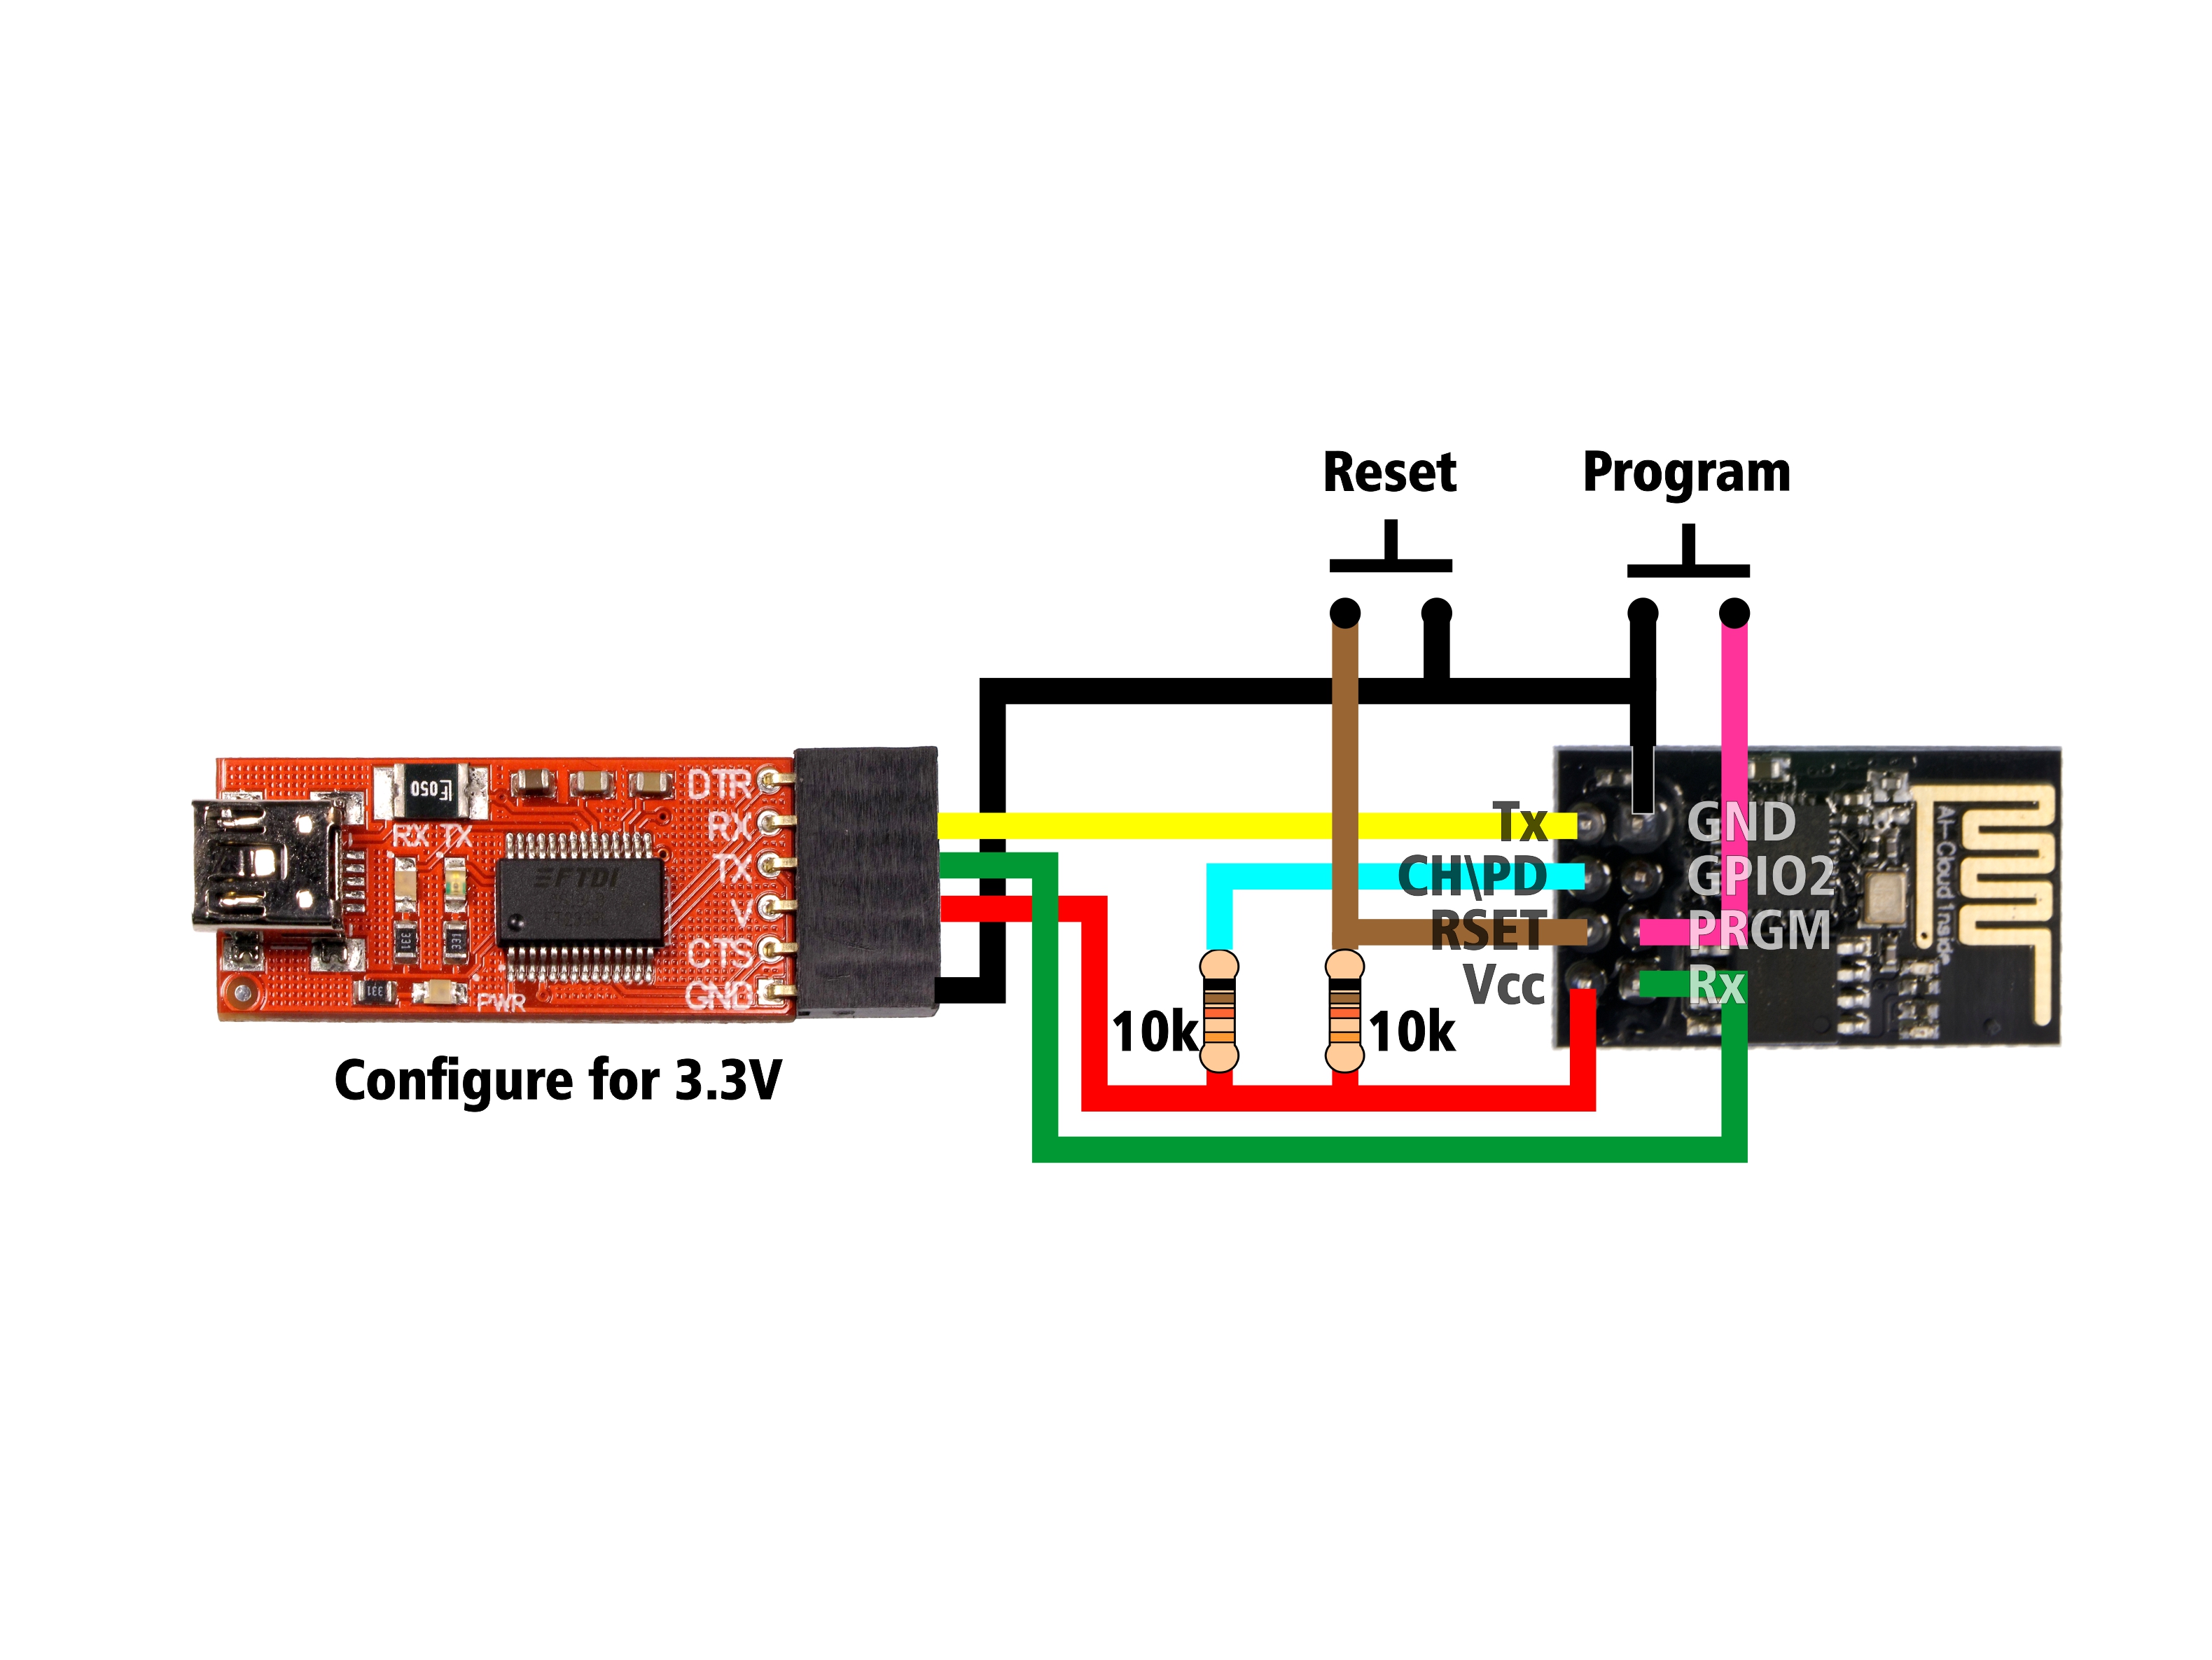 Reset
Program
DTR
RX
TX
V
CTS
GND
F050
RX TX
FTDI
331
331
331
PWR
Configure for 3.3V
10k
10k
Tx
CH\PD
RSET
Vcc
GND
GPIO2
PRGM
Rx
AI-Cloud Inside